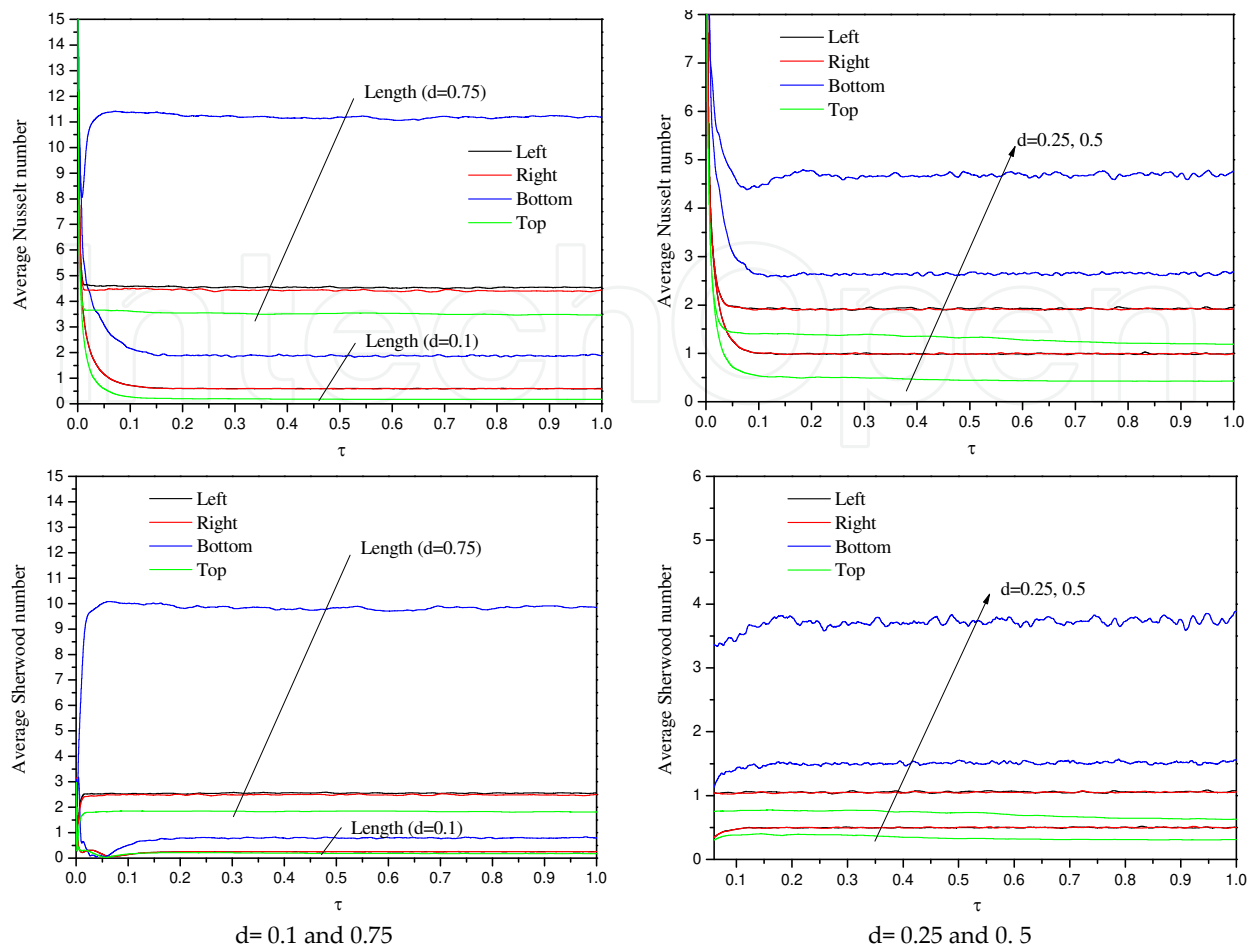 15
14
13
12
11
10
9
8
7
6
5
4
3
2
1
0
Average Nusselt number
Length (d=0.75)
Left
Right
Bottom
Top
Length (d=0.1)
0.0 0.1 0.2 0.3 0.4 0.5 0.6 0.7 0.8 0.9 1.0
τ
8
7
6
5
4
3
2
1
0
Average Nusselt number
Left
Right
Bottom
Top
d=0.25, 0.5
0.0 0.1 0.2 0.3 0.4 0.5 0.6 0.7 0.8 0.9 1.0
τ
IntechOpen
15
14
13
12
11
10
9
8
7
6
5
4
3
2
1
0
Average Sherwood number
Left
Right
Bottom
Top
Length (d=0.75)
Length (d=0.1)
0.0 0.1 0.2 0.3 0.4 0.5 0.6 0.7 0.8 0.9 1.0
τ
6
5
4
3
2
1
0
Average Sherwood number
Left
Right
Bottom
Top
d=0.25, 0.5
0.1 0.2 0.3 0.4 0.5 0.6 0.7 0.8 0.9 1.0
τ
d= 0.1 and 0.75
d= 0.25 and 0. 5